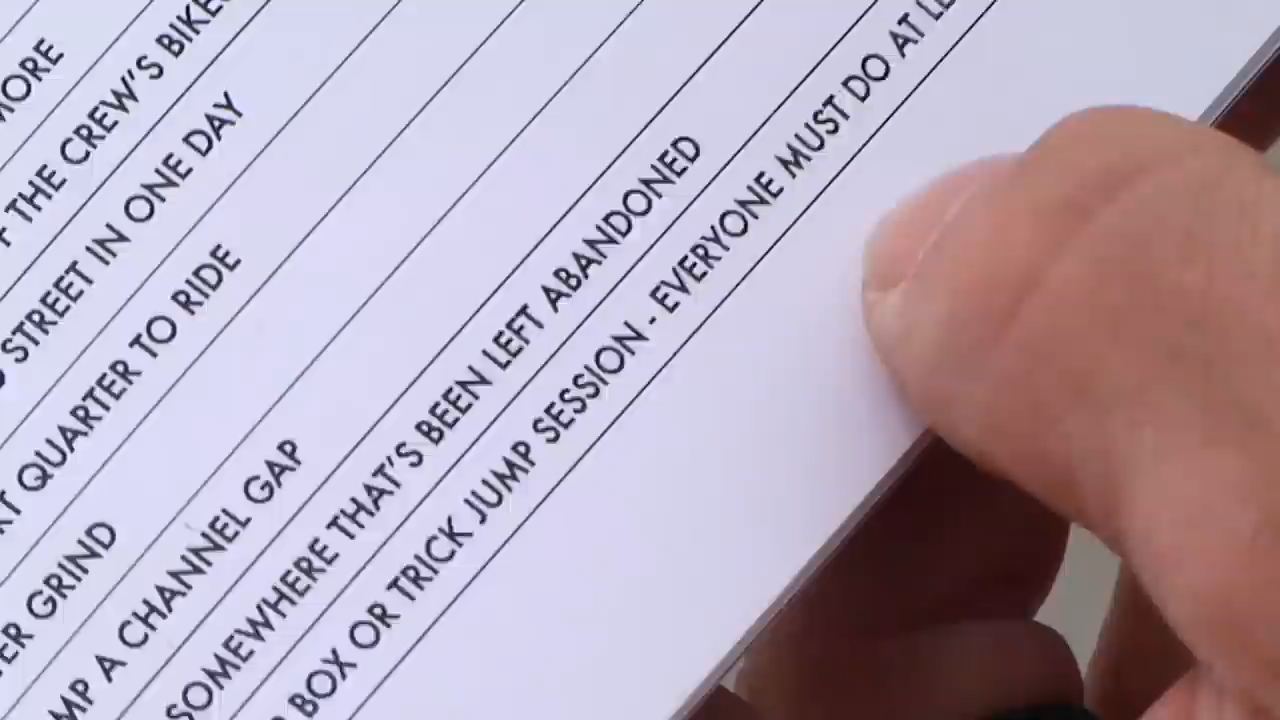 MORE
THE CREW'S BIKES
STREET IN ONE DAY
QUARTER TO RIDE
GRIND
A CHANNEL GAP
SOMEWHERE THAT'S BEEN LEFT ABANDONED
BOX OR TRICK JUMP SESSION - EVERYONE MUST DO AT